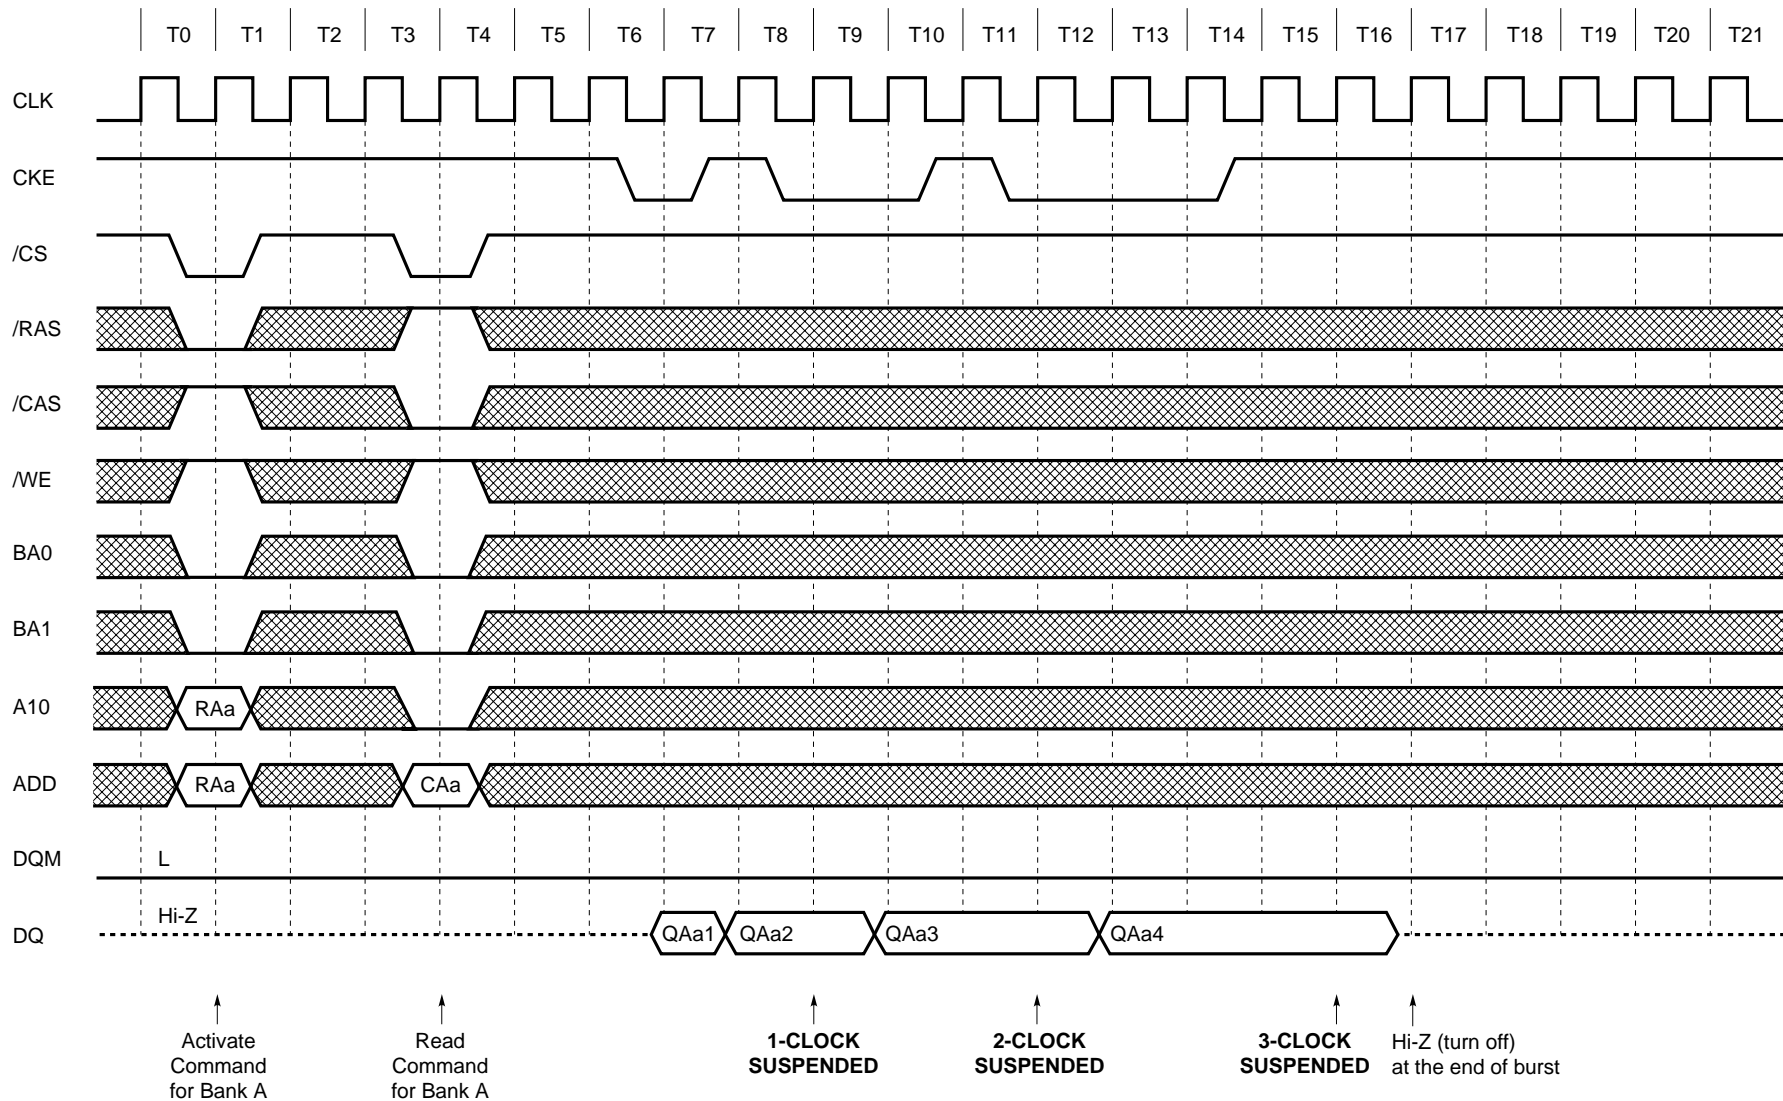 T0 T1 T2 T3 T4 T5 T6 T7 T8 T9 T10 T11 T12 T13 T14 T15 T16 T17 T18 T19 T20 T21
CLK
CKE
/CS
/RAS
/CAS
/WE
BA0
BA1
A10 RAa
ADD RAa CAa
DQM L
Hi-Z
DQ QAa1 QAa2 QAa3 QAa4
Activate
Command
for Bank A
Read
Command
for Bank A
1-CLOCK
SUSPENDED
2-CLOCK
SUSPENDED
3-CLOCK
SUSPENDED
Hi-Z (turn off)
at the end of burst